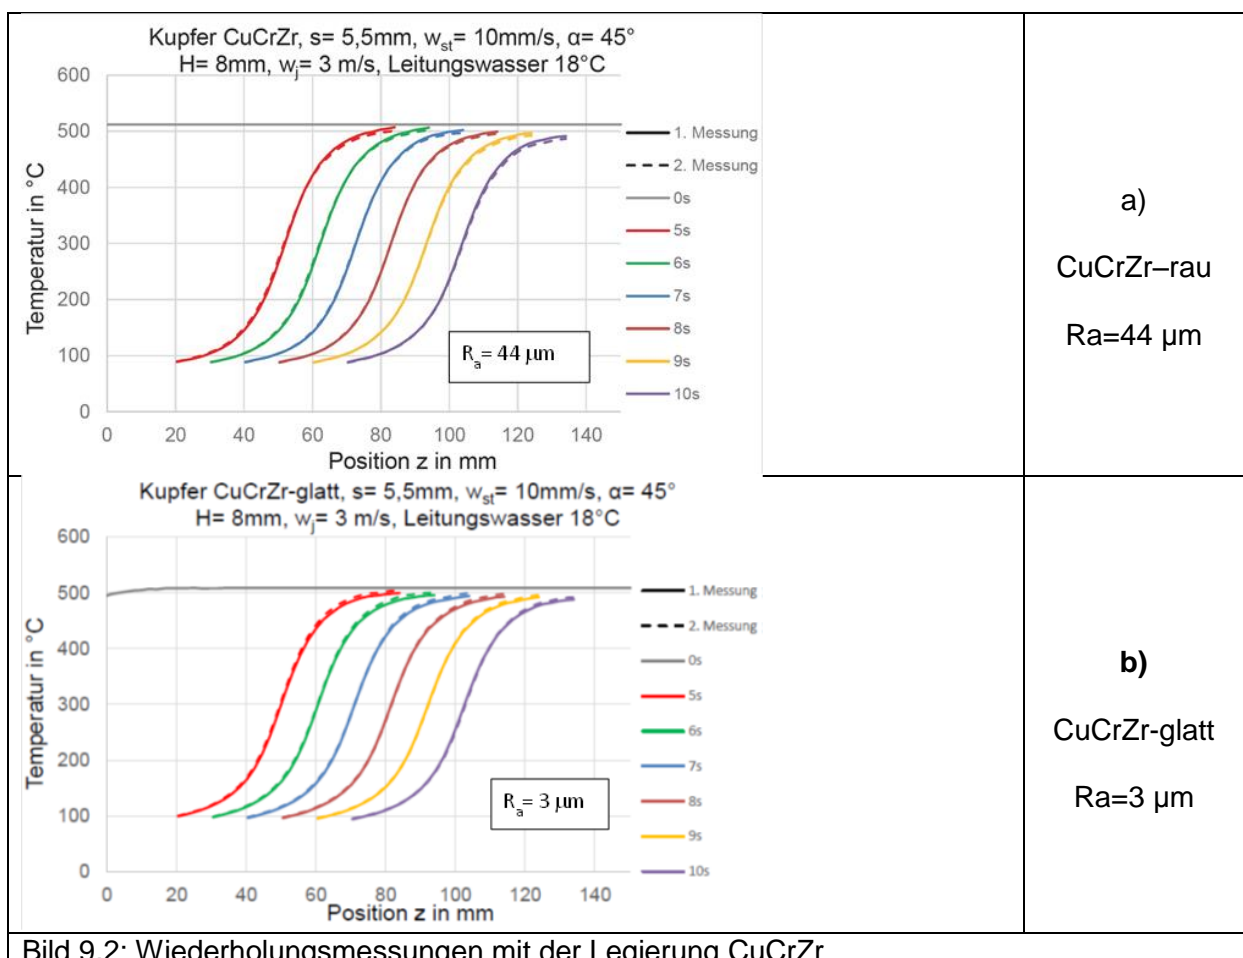 Kupfer CuCrZr, s= 5,5mm, wst= 10mm/s, α= 45°
H= 8mm, wj= 3 m/s, Leitungswasser 18°C
600
500
400
300
200
100
0
Temperatur in °C
0 20 40 60 80 100 120 140
Position z in mm
1. Messung
2. Messung
0s
5s
6s
7s
8s
9s
10s
Ra= 44 µm
a)
CuCrZr–rau
Ra=44 µm
Kupfer CuCrZr-glatt, s= 5,5mm, wst= 10mm/s, α= 45°
H= 8mm, wj= 3 m/s, Leitungswasser 18°C
600
500
400
300
200
100
0
Temperatur in °C
0 20 40 60 80 100 120 140
Position z in mm
1. Messung
2. Messung
0s
5s
6s
7s
8s
9s
10s
Ra= 3 µm
b)
CuCrZr-glatt
Ra=3 µm
Bild 9.2: Wiederholungsmessungen mit der Legierung CuCrZr